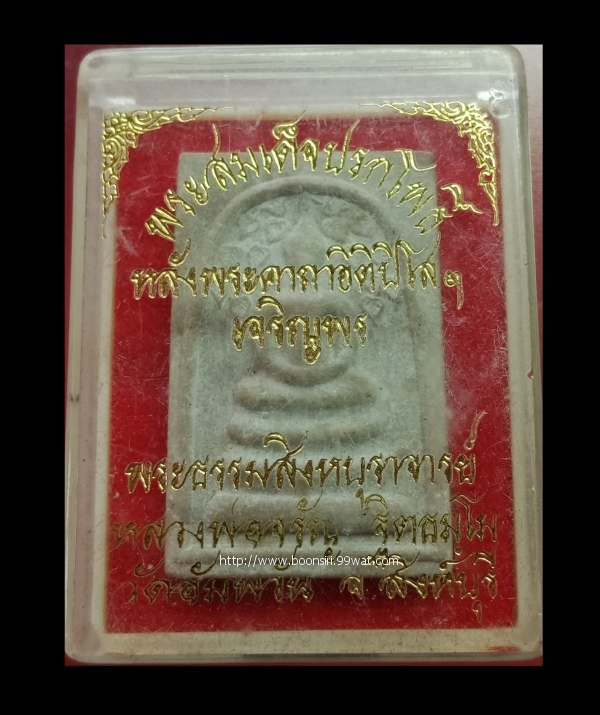 พระสมเด็จปรกโพธิ์
หลังพระคาถาอิติปิโส ฯ
เจริญพร
พระธรรมสิงหบุราจารย์
หลวงพ่อจรัญ ฐิตธมฺโม
วัดอัมพวัน จ.สิงห์บุรี
http://www.boonsiri.99wat.com